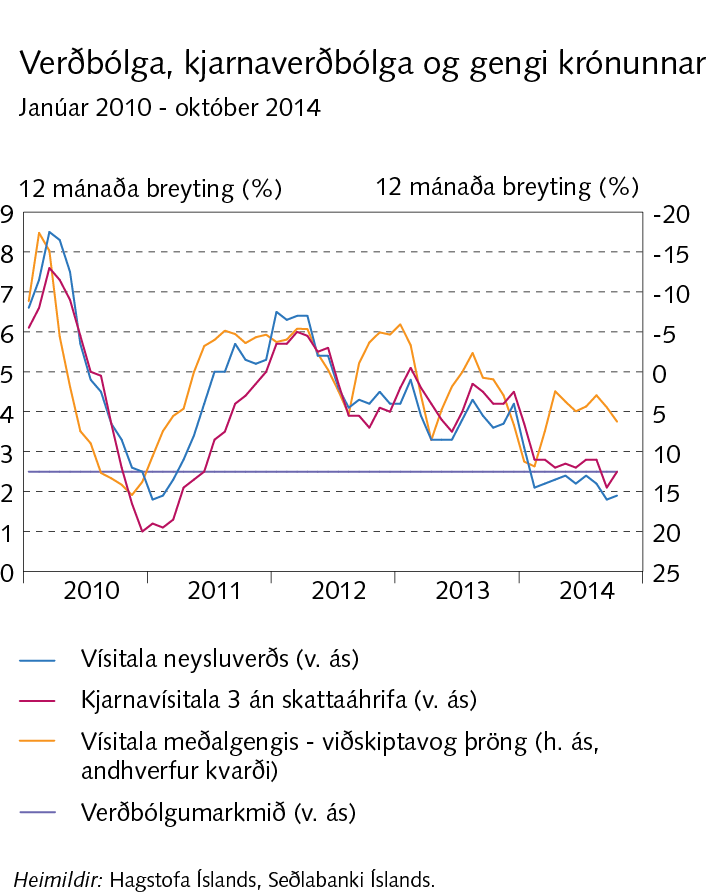 Verðbólga, kjarnaverðbólga og gengi krónunnar
Janúar 2010 - október 2014
12 mánaða breyting (%) 12 mánaða breyting (%)
9 -20
8 -15
7 -10
6 -5
5 0
4 5
3 10
2 15
1 20
0 25
2010 2011 2012 2013 2014
Vísitala neysluverðs (v. ás)
Kjarnavísitala 3 án skattaáhrifa (v. ás)
Vísitala meðalgengis - viðskiptavog þröng (h. ás,
andhverfur kvarði)
Verðbólgumarkmið (v. ás)
Heimildir: Hagstofa Íslands, Seðlabanki Íslands.